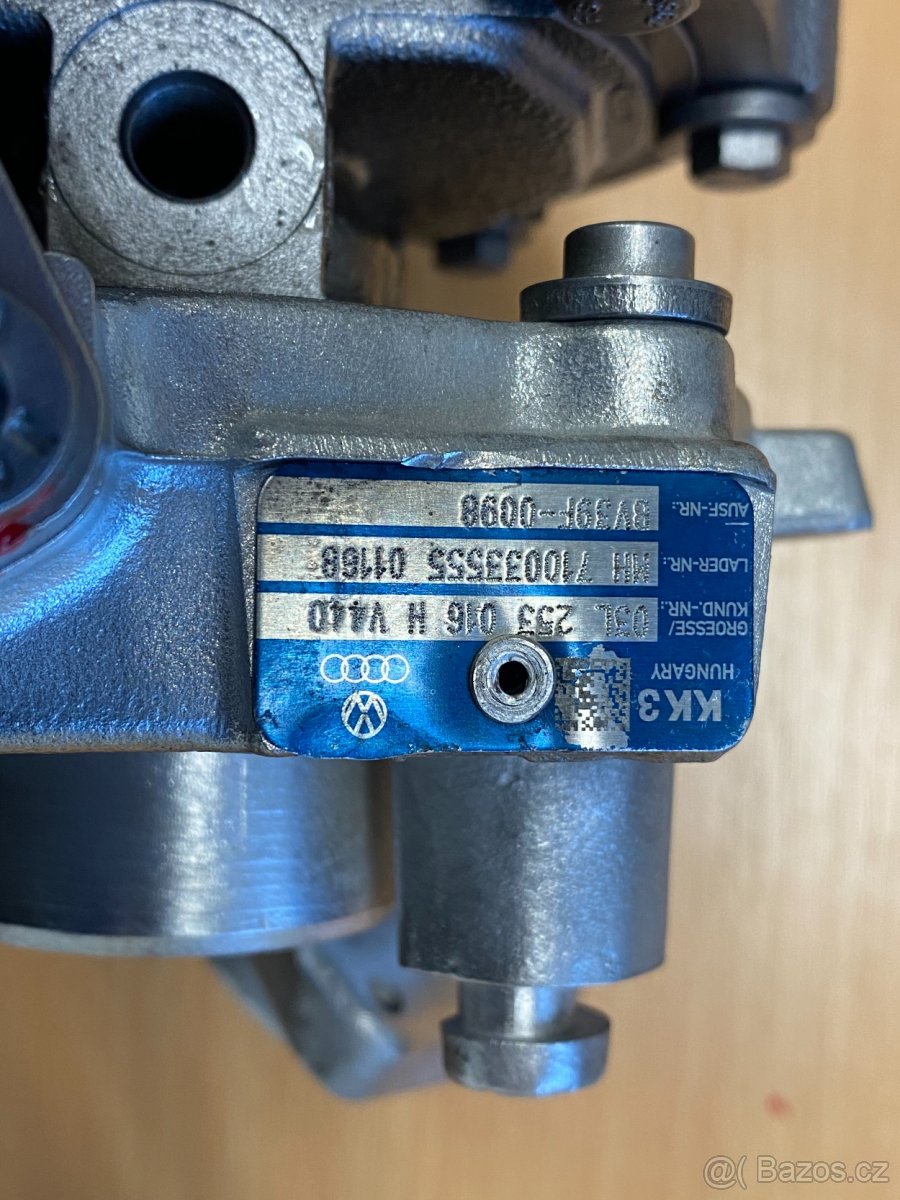 KK3
HUNGARY
GROESSE/
KUND.-NR.: 03L 253 016 H V440
LADER-NR.: MH 710033555 01168
AUSF.-NR.: BV39F-0098
@( Bazos.cz